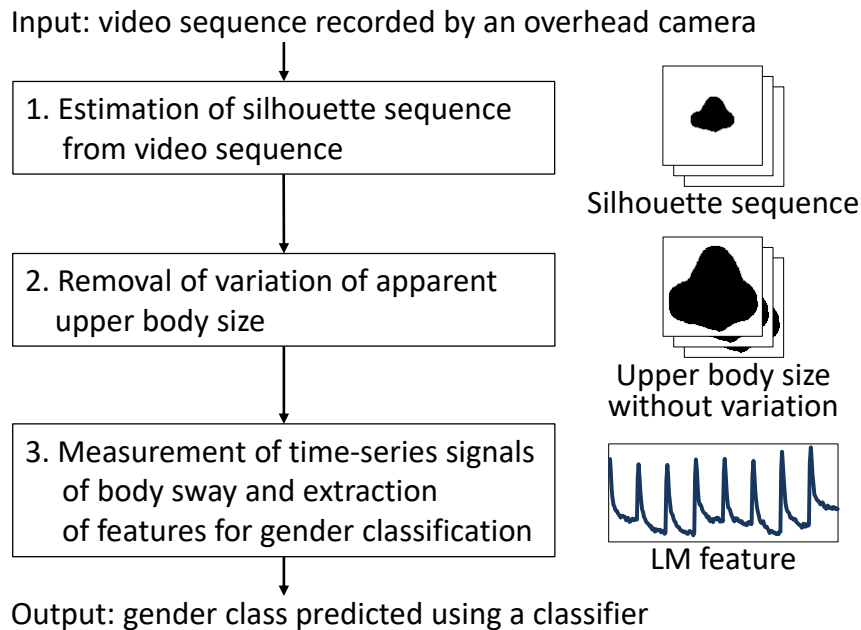 Input: video sequence recorded by an overhead camera
1. Estimation of silhouette sequence
from video sequence
Silhouette sequence
2. Removal of variation of apparent
upper body size
Upper body size
without variation
3. Measurement of time-series signals
of body sway and extraction
of features for gender classification
LM feature
Output: gender class predicted using a classifier